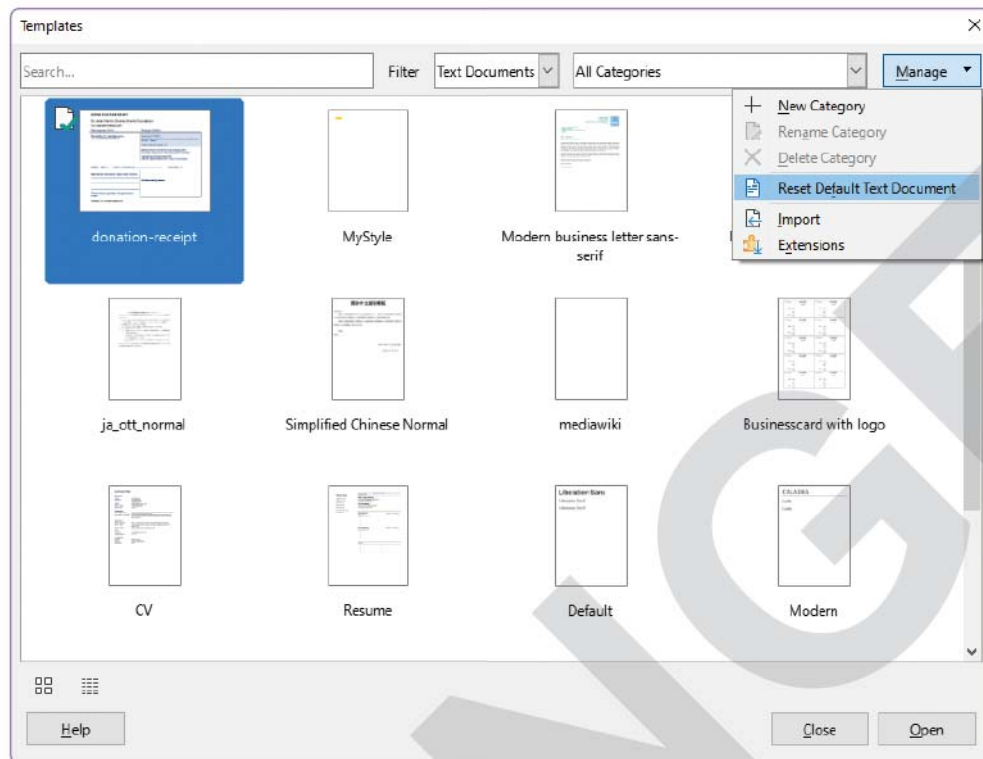 Templates
Search...
Filter
Text Documents
All Categories
Manage
New Category
Rename Category
Delete Category
Reset Default Text Document
Import
Extensions
donation-receipt
MyStyle
Modern business letter sans-
serif
ja_ott_normal
Simplified Chinese Normal
mediawiki
Businesscard with logo
Liberation Sans
CV
Resume
Default
Modern
Help
Close
Open